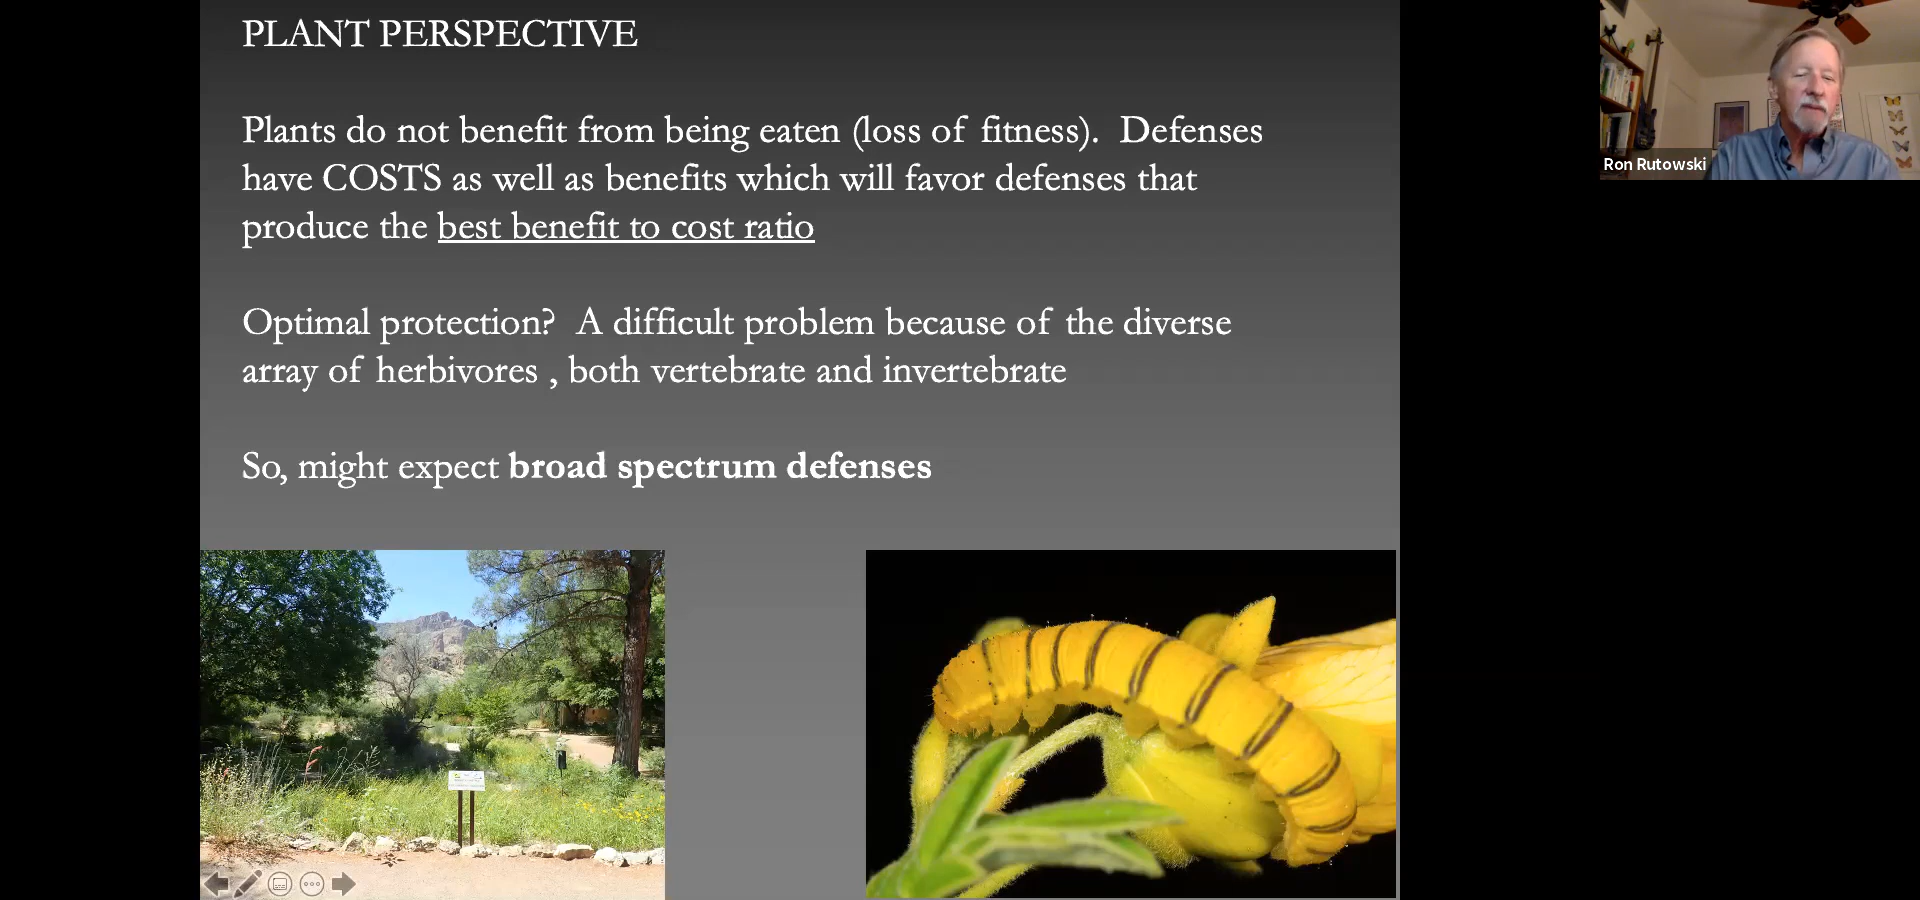 PLANT PERSPECTIVE
Plants do not benefit from being eaten (loss of fitness).  Defenses
have COSTS as well as benefits which will favor defenses that
produce the best benefit to cost ratio
Optimal protection?  A difficult problem because of the diverse
array of herbivores , both vertebrate and invertebrate
So, might expect broad spectrum defenses
Ron Rutowski